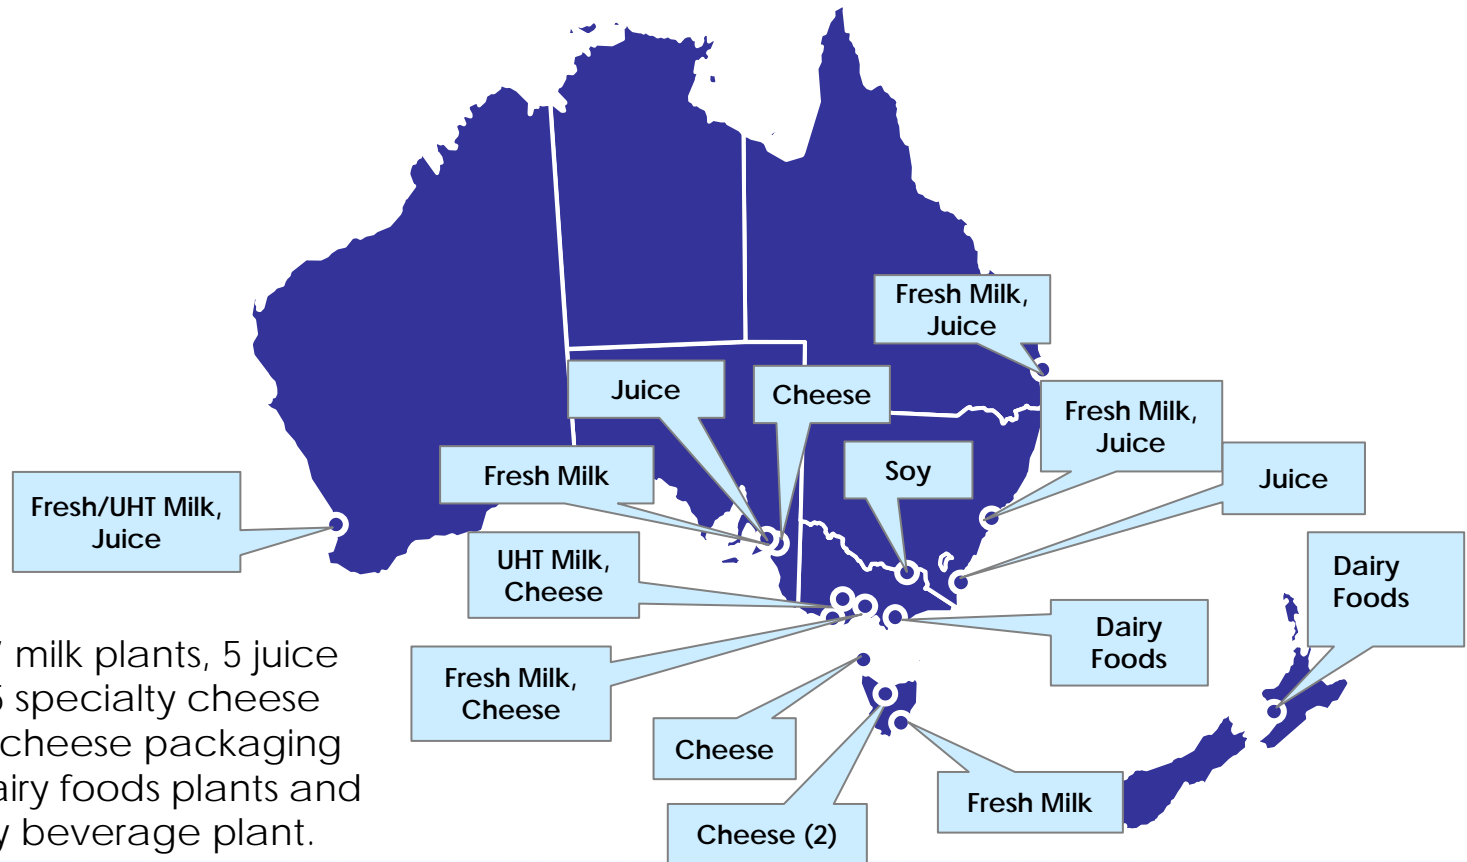 Fresh Milk,
Juice
Juice
Cheese
Fresh Milk,
Juice
Fresh Milk
Soy
Juice
Fresh/UHT Milk,
Juice
UHT Milk,
Cheese
Dairy
Foods
Dairy
Foods
milk plants, 5 juice
specialty cheese
cheese packaging
foods plants and
beverage plant.
Fresh Milk,
Cheese
Cheese
Fresh Milk
Cheese (2)